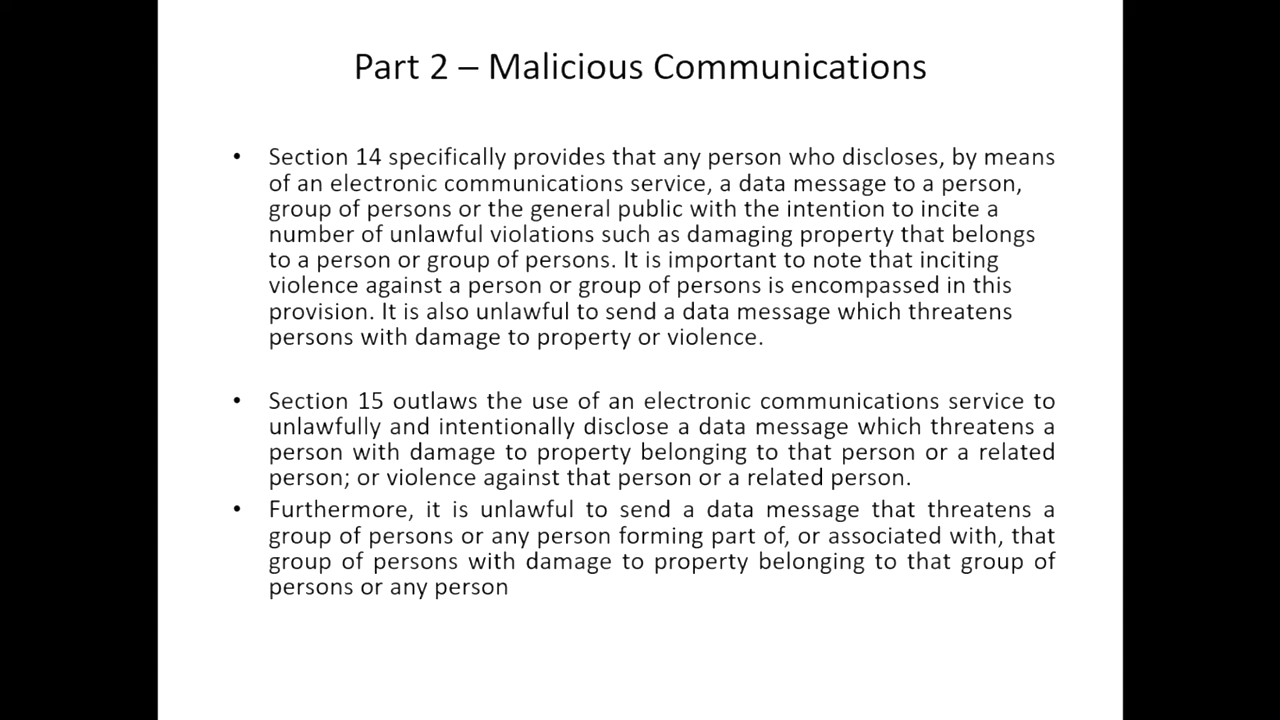 Part 2 – Malicious Communications
• Section 14 specifically provides that any person who discloses, by means
of an electronic communications service, a data message to a person,
group of persons or the general public with the intention to incite a
number of unlawful violations such as damaging property that belongs
to a person or group of persons. It is important to note that inciting
violence against a person or group of persons is encompassed in this
provision. It is also unlawful to send a data message which threatens
persons with damage to property or violence.
• Section 15 outlaws the use of an electronic communications service to
unlawfully and intentionally disclose a data message which threatens a
person with damage to property belonging to that person or a related
person; or violence against that person or a related person.
• Furthermore, it is unlawful to send a data message that threatens a
group of persons or any person forming part of, or associated with, that
group of persons with damage to property belonging to that group of
persons or any person